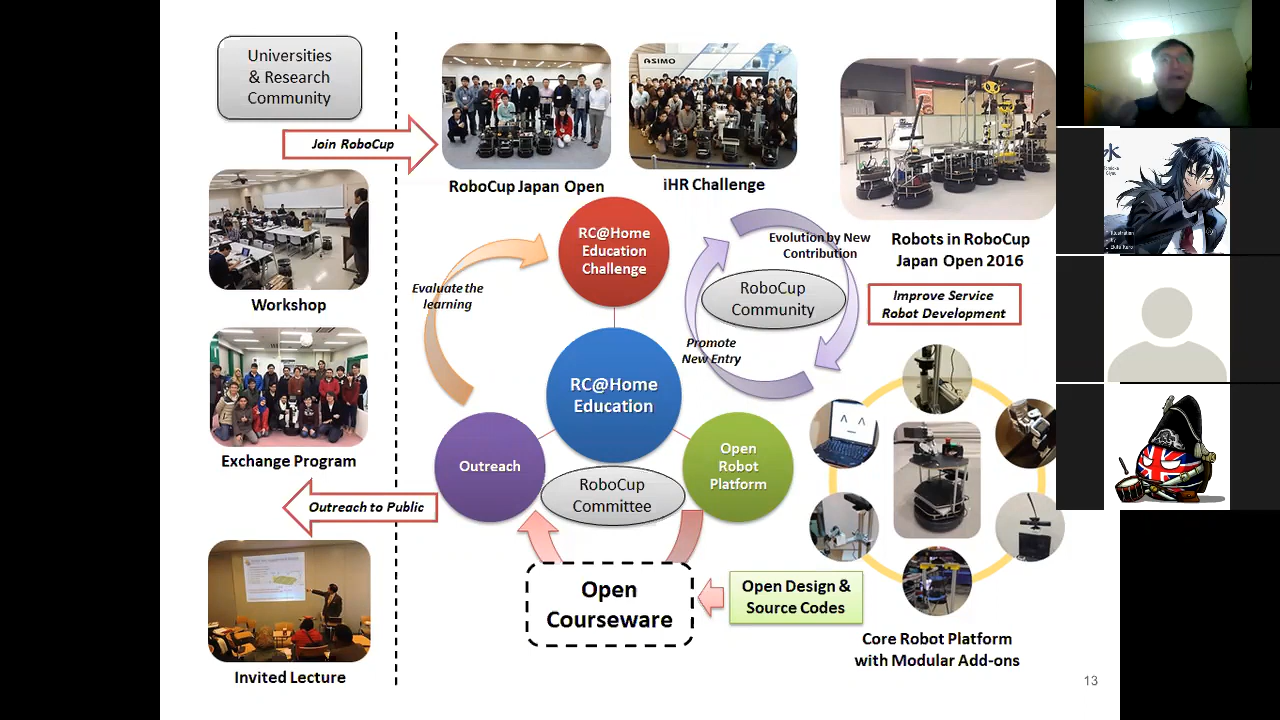 Universities
& Research
Community
Join RoboCup
Workshop
Exchange Program
Outreach to Public
Invited Lecture
ASIMO
RoboCup Japan Open
iHR Challenge
Robots in RoboCup
Japan Open 2016
RC@Home
Education
Challenge
Evaluate the
learning
Evolution by New
Contribution
RoboCup
Community
Promote
New Entry
Improve Service
Robot Development
RC@Home
Education
Outreach
Open
Robot
Platform
RoboCup
Committee
Open
Courseware
Open Design &
Source Codes
Core Robot Platform
with Modular Add-ons
13
水
Illustration
by